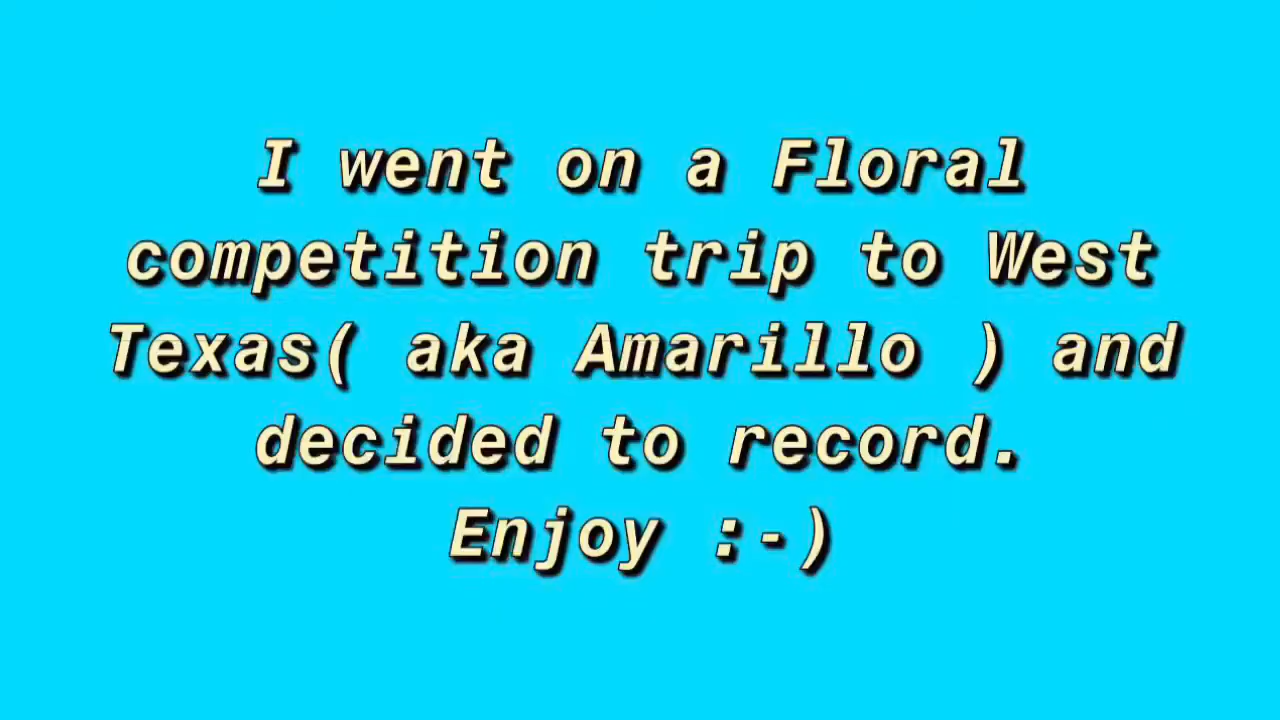 I went on a Floral
competition trip to West
Texas( aka Amarillo ) and
decided to record.
Enjoy :-)